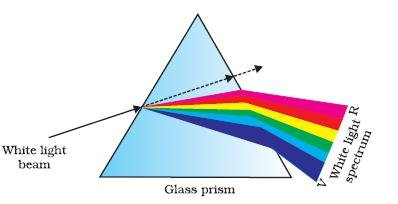 White light
beam
Glass prism
R
White light
spectrum
V